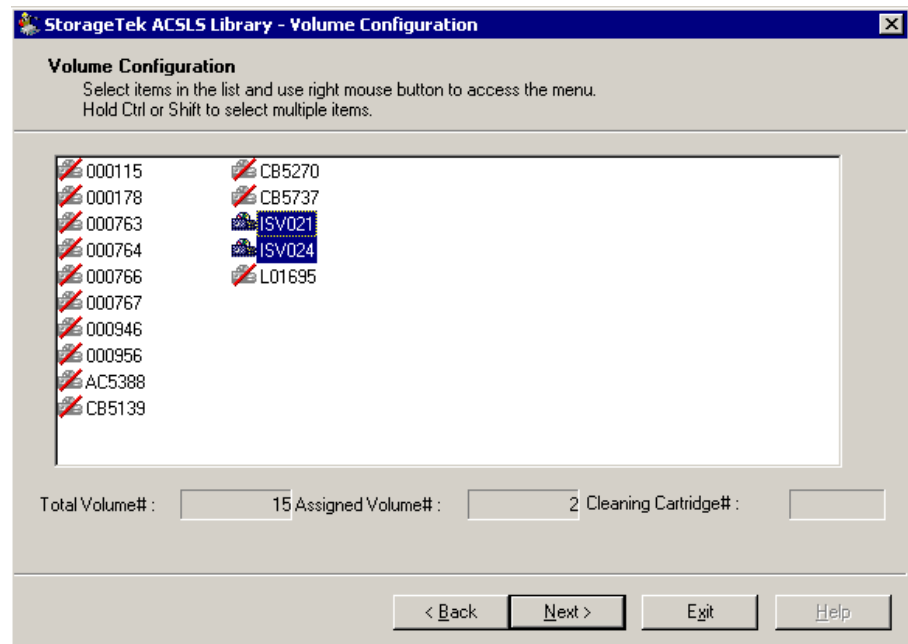 StorageTek ACSLS Library - Volume Configuration
Volume Configuration
Select items in the list and use right mouse button to access the menu.
Hold Ctrl or Shift to select multiple items.
000115
000178
000763
000764
000766
000767
000946
000956
AC5388
CB5139
CB5270
CB5737
ISV021
ISV024
L01695
Total Volume# : 15 Assigned Volume# : 2 Cleaning Cartridge# :
< Back Next > Exit Help